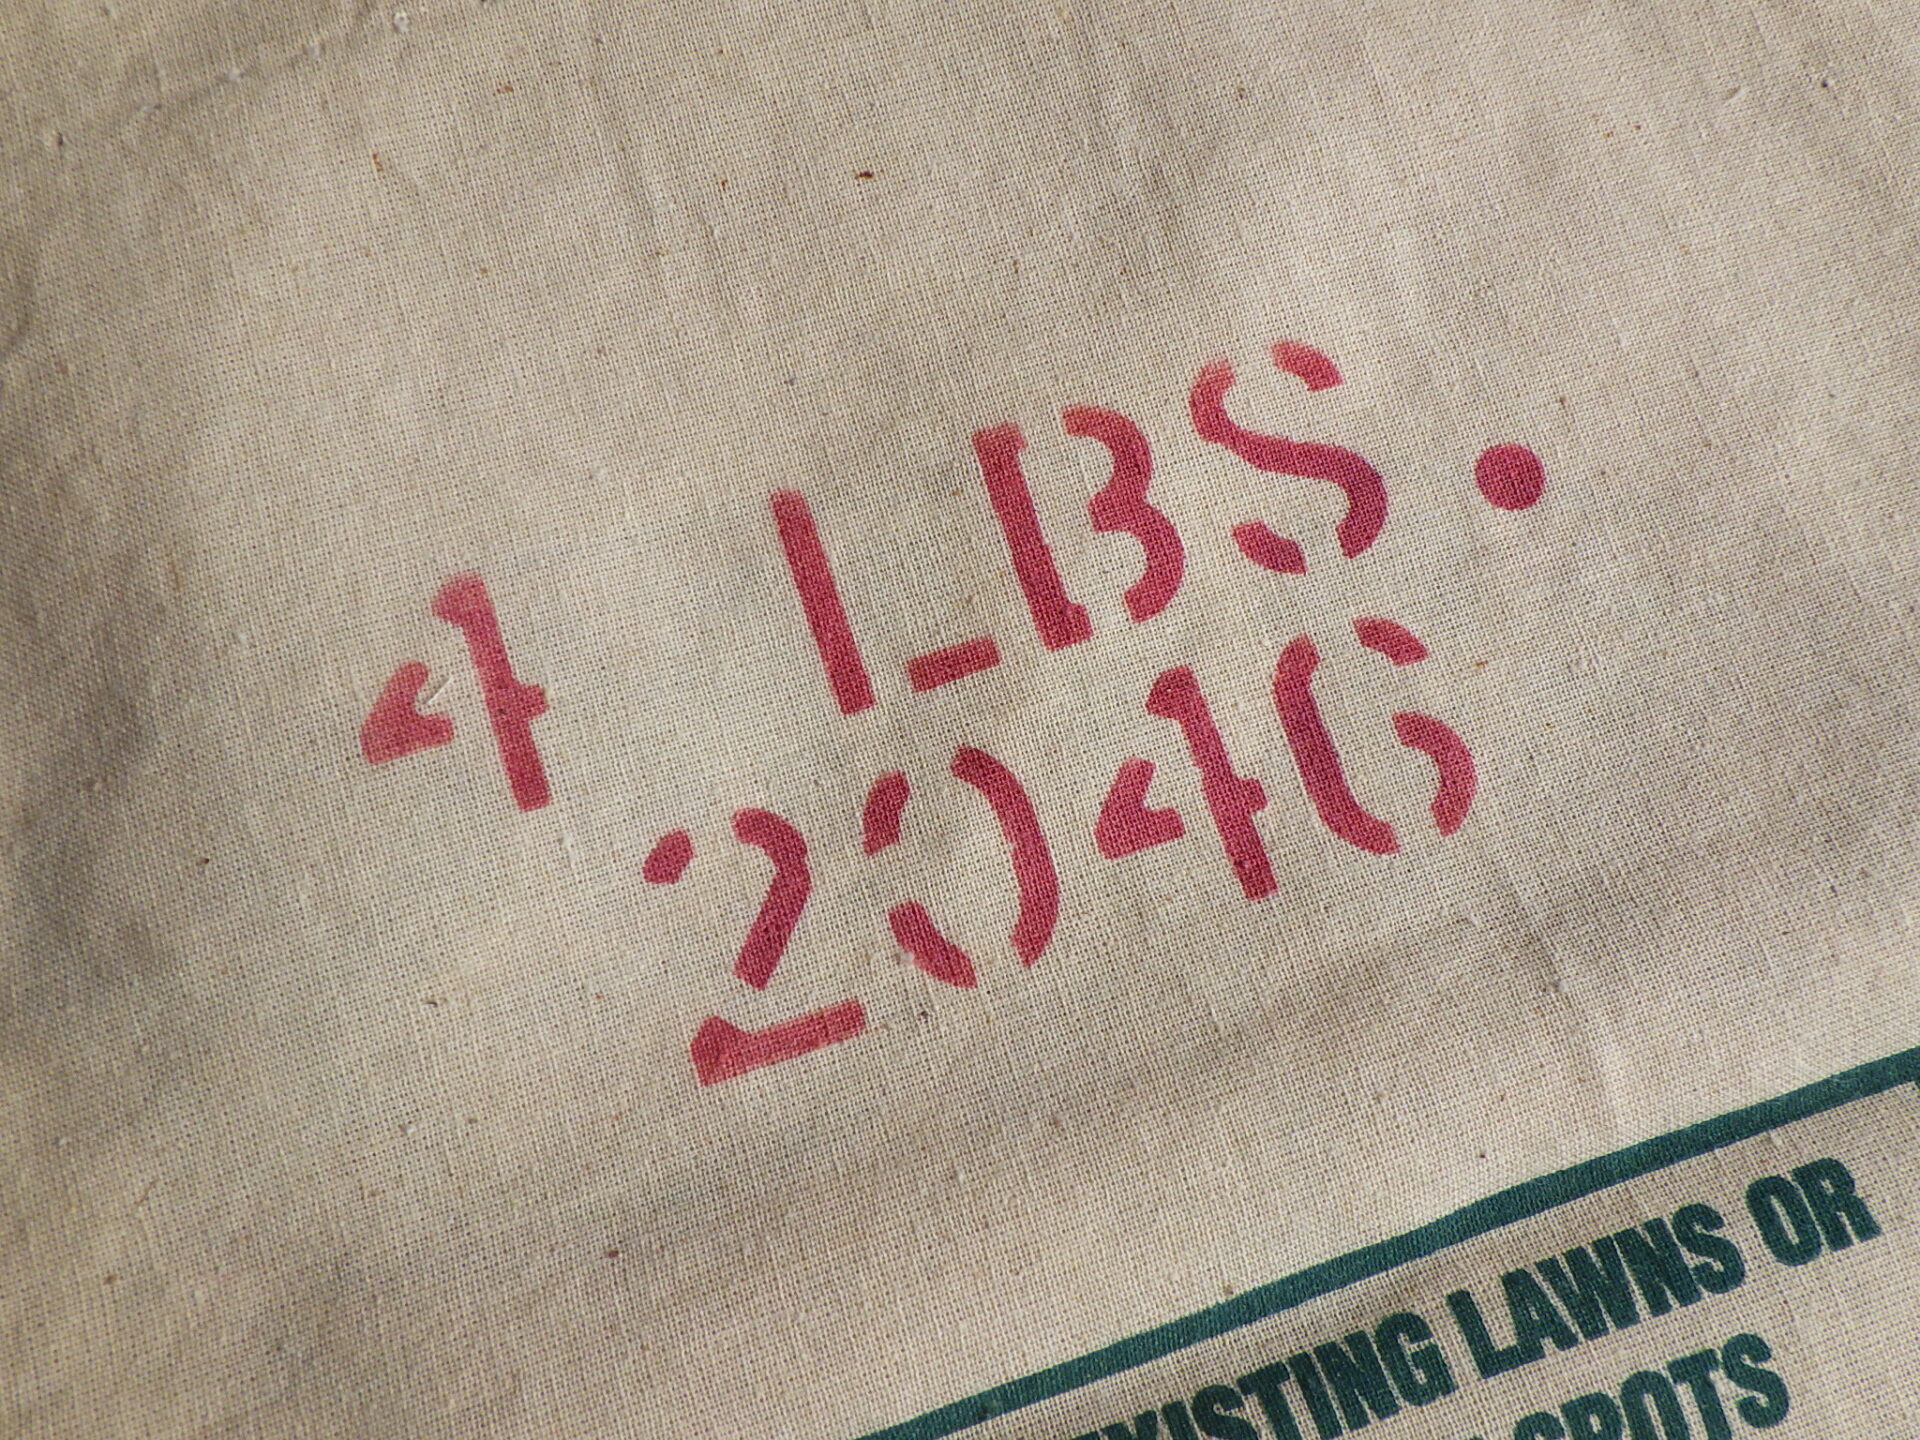 4 LBS.
2046
EXISTING LAWNS OR
SPOTS